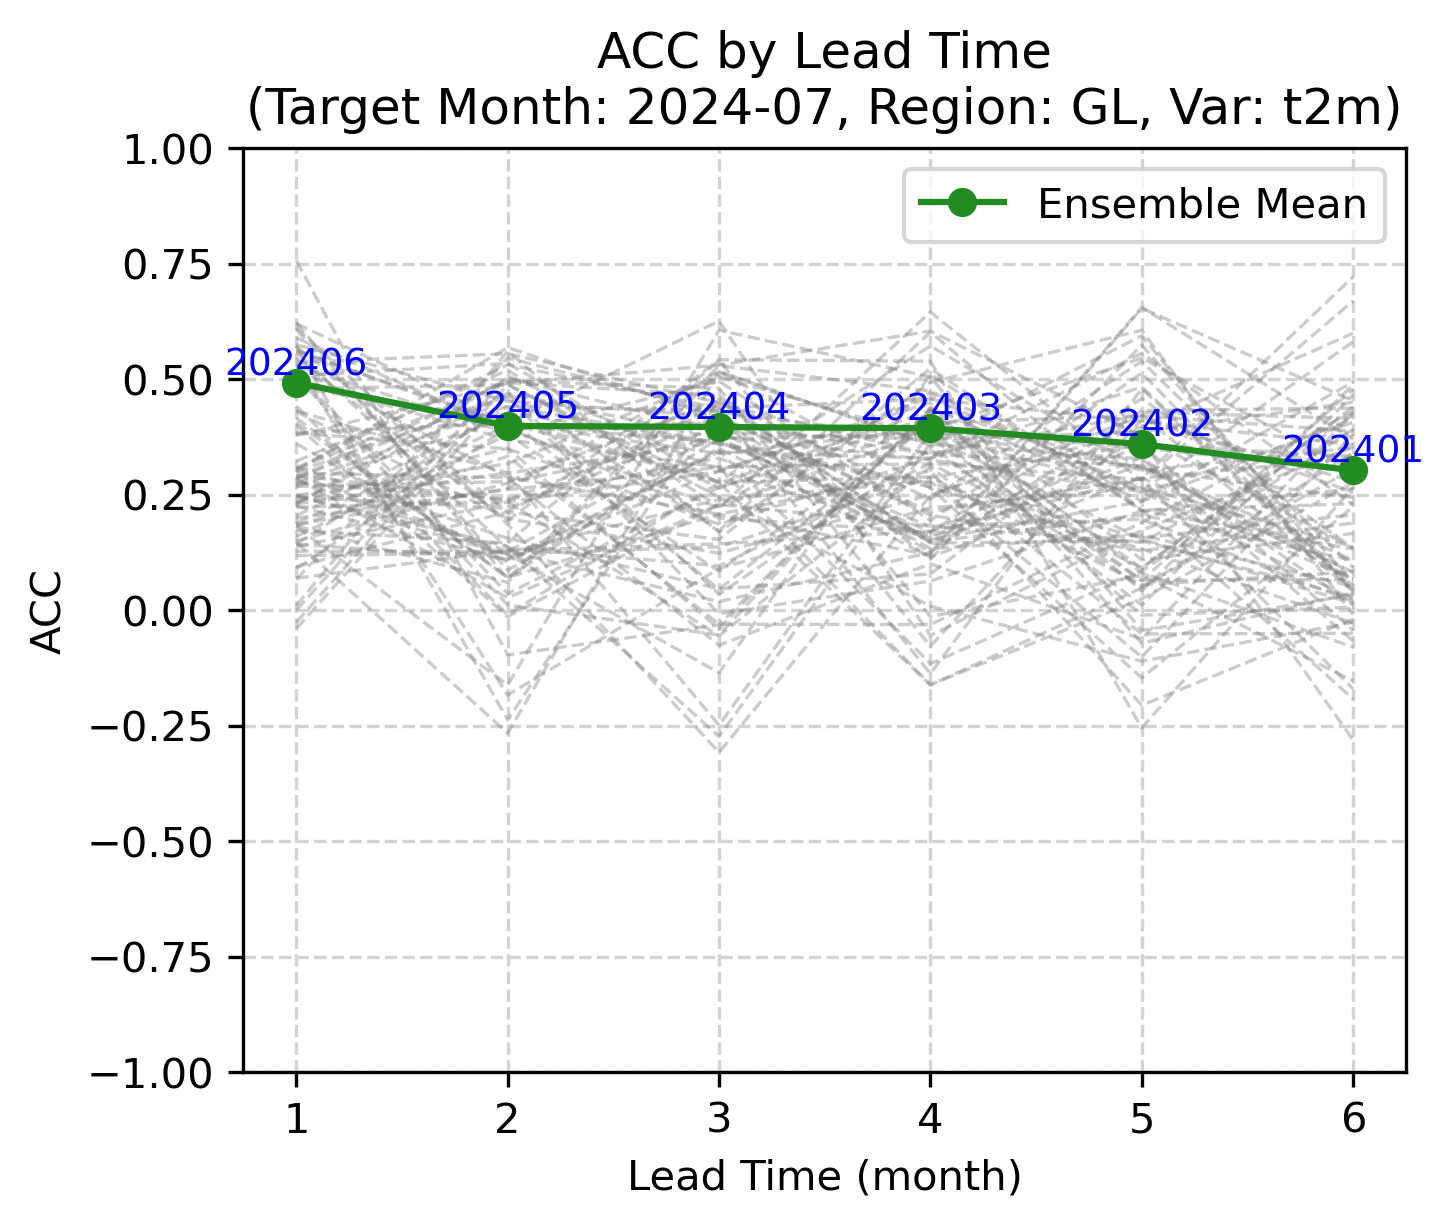 ACC by Lead Time
(Target Month: 2024-07, Region: GL, Var: t2m)
1.00
0.75
0.50
0.25
0.00
−0.25
−0.50
−0.75
−1.00
ACC
Ensemble Mean
202406
202405
202404
202403
202402
202401
1 2 3 4 5 6
Lead Time (month)